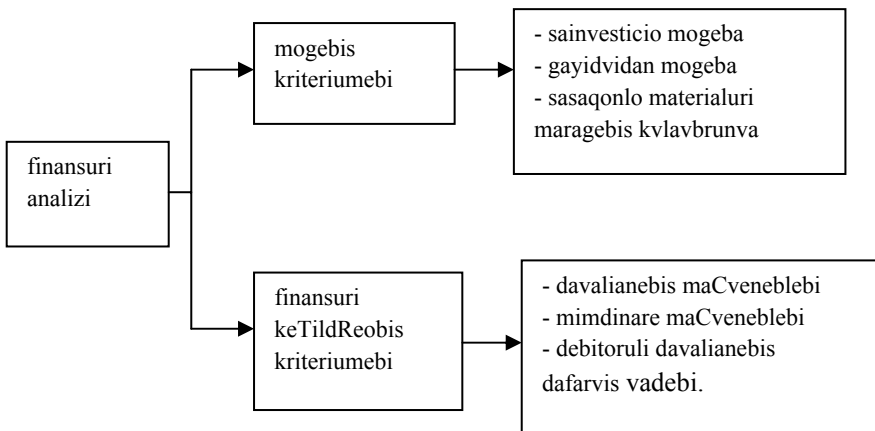 finansuri
analizi
mogebis
kriteriumebi
- sainvesticio mogeba
- gayidvidan mogeba
- sasaqonlo materialuri
maragebis kvlavbrunva
finansuri
keTildReobis
kriteriumebi
- davalianebis maCveneblebi
- mimdinare maCveneblebi
- debitoruli davalianebis
dafarvis vadebi.